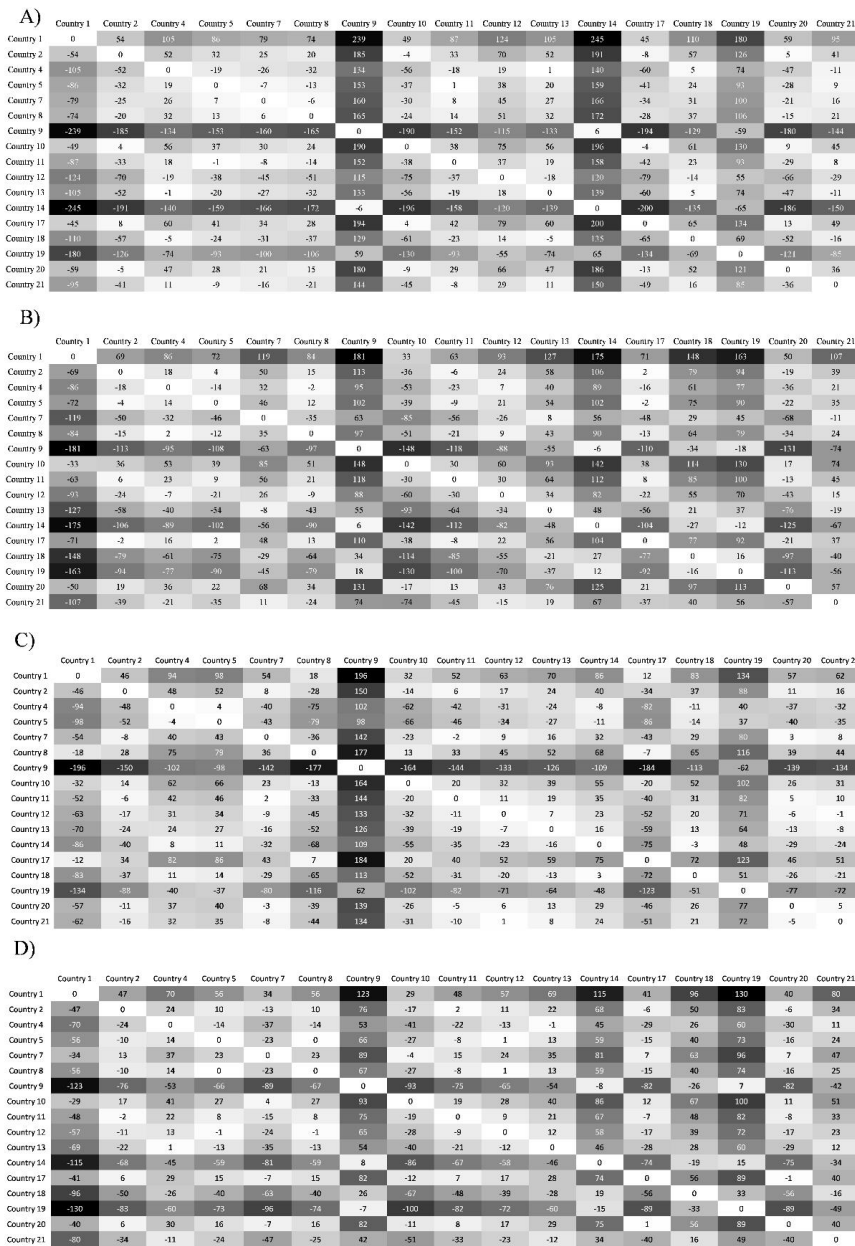 A)
Country 1 Country 2 Country 4 Country 5 Country 7 Country 8 Country 9 Country 10 Country 11 Country 12 Country 13 Country 14 Country 17 Country 18 Country 19 Country 20 Country 21
Country 1 0 54 105 86 79 74 239 49 87 124 105 245 45 110 180 59 95
Country 2 -54 0 52 32 25 20 185 -4 33 70 52 191 -8 57 126 5 41
Country 4 -105 -52 0 -19 -26 -32 134 -56 -18 19 1 140 -60 5 74 -47 -11
Country 5 -86 -32 19 0 -7 -13 153 -37 1 38 20 159 -41 24 93 -28 9
Country 7 -79 -25 26 7 0 -6 160 -30 8 45 27 166 -34 31 100 -21 16
Country 8 -74 -20 32 13 6 0 165 -24 14 51 32 172 -28 37 106 -15 21
Country 9 -239 -185 -134 -153 -160 -165 0 -190 -152 -115 -133 6 -194 -129 -59 -180 -144
Country 10 -49 4 56 37 30 24 190 0 38 75 56 196 -4 61 130 9 45
Country 11 -87 -33 18 -1 -8 -14 152 -38 0 37 19 158 -42 23 93 -29 8
Country 12 -124 -70 -19 -38 -45 -51 115 -75 -37 0 -18 120 -79 -14 55 -66 -29
Country 13 -105 -52 -1 -20 -27 -32 133 -56 -19 18 0 139 -60 5 74 -47 -11
Country 14 -245 -191 -140 -159 -166 -172 -6 -196 -158 -120 -139 0 -200 -135 -65 -186 -150
Country 17 -45 8 60 41 34 28 194 4 42 79 60 200 0 65 134 13 49
Country 18 -110 -57 -5 -24 -31 -37 129 -61 -23 14 -5 135 -65 0 69 -52 -16
Country 19 -180 -126 -74 -93 -100 -106 59 -130 -93 -55 -74 65 -134 -69 0 -121 -85
Country 20 -59 -5 47 28 21 15 180 -9 29 66 47 186 -13 52 121 0 36
Country 21 -95 -41 11 -9 -16 -21 144 -45 -8 29 11 150 -49 16 85 -36 0
B)
Country 1 Country 2 Country 4 Country 5 Country 7 Country 8 Country 9 Country 10 Country 11 Country 12 Country 13 Country 14 Country 17 Country 18 Country 19 Country 20 Country 21
Country 1 0 69 86 72 119 84 181 33 63 93 127 175 71 148 163 50 107
Country 2 -69 0 18 4 50 15 113 -36 -6 24 58 106 2 79 94 -19 39
Country 4 -86 -18 0 -14 32 -2 95 -53 -23 7 40 89 -16 61 77 -36 21
Country 5 -72 -4 14 0 46 12 102 -39 -9 21 54 102 -2 75 90 -22 35
Country 7 -119 -50 -32 -46 0 -35 63 -85 -56 -26 8 56 -48 29 45 -68 -11
Country 8 -84 -15 2 -12 35 0 97 -51 -21 9 43 90 -13 64 79 -34 24
Country 9 -181 -113 -95 -108 -63 -97 0 -148 -118 -88 -55 -6 -110 -34 -18 -131 -74
Country 10 -33 36 53 39 85 51 148 0 30 60 93 142 38 114 130 17 74
Country 11 -63 6 23 9 56 21 118 -30 0 30 64 112 8 85 100 -13 45
Country 12 -93 -24 -7 -21 26 -9 88 -60 -30 0 34 82 -22 55 70 -43 15
Country 13 -127 -58 -40 -54 -8 -43 55 -93 -64 -34 0 48 -56 21 37 -76 -19
Country 14 -175 -106 -89 -102 -56 -90 6 -142 -112 -82 -48 0 -104 -27 -12 -125 -67
Country 17 -71 -2 16 2 48 13 110 -38 -8 22 56 104 0 77 92 -21 37
Country 18 -148 -79 -61 -75 -29 -64 34 -114 -85 -55 -21 27 -77 0 16 -97 -40
Country 19 -163 -94 -77 -90 -45 -79 18 -130 -100 -70 -37 12 -92 -16 0 -113 -56
Country 20 -50 19 36 22 68 34 131 -17 13 43 76 125 21 97 113 0 57
Country 21 -107 -39 -21 -35 11 -24 74 -74 -45 -15 19 67 -37 40 56 -57 0
C)
Country 1 Country 2 Country 4 Country 5 Country 7 Country 8 Country 9 Country 10 Country 11 Country 12 Country 13 Country 14 Country 17 Country 18 Country 19 Country 20 Country 2
Country 1 0 46 94 98 54 18 196 32 52 63 70 86 12 83 134 57 62
Country 2 -46 0 48 52 8 -28 150 -14 6 17 24 40 -34 37 88 11 16
Country 4 -94 -48 0 4 -40 -75 102 -62 -42 -31 -24 -8 -82 -11 40 -37 -32
Country 5 -98 -52 -4 0 -43 79 98 -66 -46 -34 -27 -11 86 -14 37 -40 -35
Country 7 -54 -8 40 43 0 -36 142 -23 -2 9 16 32 -43 29 80 3 8
Country 8 -18 28 75 79 36 0 177 13 33 45 52 68 -7 65 116 39 44
Country 9 -196 -150 -102 -98 -142 -177 0 -164 -144 -133 -126 -109 -184 -113 -62 -139 -134
Country 10 -32 14 62 66 23 -13 164 0 20 32 39 55 -20 52 102 26 31
Country 11 -52 -6 42 46 2 -33 144 -20 0 11 19 35 -40 31 82 5 10
Country 12 -63 -17 31 34 -9 -45 133 -32 -11 0 7 23 -52 20 71 -6 -1
Country 13 -70 -24 24 27 -16 -52 126 -39 -19 -7 0 16 -59 13 64 -13 -8
Country 14 -86 -40 8 11 -32 -68 109 -55 -35 -23 -16 0 -75 -3 48 -29 -24
Country 17 -12 34 82 86 43 7 184 20 40 52 59 75 0 72 123 46 51
Country 18 -83 -37 11 14 -29 -65 113 -52 -31 -20 -13 3 -72 0 51 -26 -21
Country 19 -134 -88 -40 -37 -80 -116 62 -102 -82 -71 -64 -48 -123 -51 0 -77 -72
Country 20 -57 -11 37 40 -3 -39 139 -26 -5 6 13 29 -46 26 77 0 5
Country 21 -62 -16 32 35 -8 -44 134 -31 -10 1 8 24 -51 21 72 -5 0
D)
Country 1 Country 2 Country 4 Country 5 Country 7 Country 8 Country 9 Country 10 Country 11 Country 12 Country 13 Country 14 Country 17 Country 18 Country 19 Country 20 Country 21
Country 1 0 47 70 56 34 56 123 29 48 57 69 115 41 96 130 40 80
Country 2 -47 0 24 10 -13 10 76 -17 2 11 22 68 -6 50 83 -6 34
Country 4 -70 -24 0 -14 -37 -14 53 -41 -22 -13 -1 45 -29 26 60 -30 11
Country 5 56 -10 14 0 -23 0 66 -27 -8 1 13 59 -15 40 73 -16 24
Country 7 -34 13 37 23 0 23 89 -4 15 24 35 81 7 63 96 7 47
Country 8 56 -10 14 0 -23 0 67 -27 -8 1 13 59 -15 40 74 -16 25
Country 9 -123 -76 -53 -66 -89 -67 0 -93 -75 -65 -54 -8 -82 -26 7 -82 -42
Country 10 -29 17 41 27 4 27 93 0 19 28 40 86 12 67 100 11 51
Country 11 -48 -2 22 8 -15 8 75 -19 0 9 21 67 -7 48 82 -8 33
Country 12 -57 -11 13 -1 -24 -1 65 -28 -9 0 12 58 -17 39 72 -17 23
Country 13 -69 -22 1 -13 -35 -13 54 -40 -21 -12 0 46 -28 28 60 -29 12
Country 14 -115 -68 -45 -59 -81 -59 8 -86 -67 -58 -46 0 -74 -19 15 -75 -34
Country 17 -41 6 29 15 -7 15 82 -12 7 17 28 74 0 56 89 -1 40
Country 18 -96 -50 -26 -40 -63 -40 26 -67 -48 -39 -28 19 -56 0 33 -56 -16
Country 19 -130 -83 -60 -73 -96 -74 -7 -100 -82 -72 -60 -15 -89 -33 0 -89 -49
Country 20 -40 6 30 16 -7 16 82 -11 8 17 29 75 1 56 89 0 40
Country 21 -80 -34 -11 -24 -47 -25 42 -51 -33 -23 -12 34 -40 16 49 -40 0